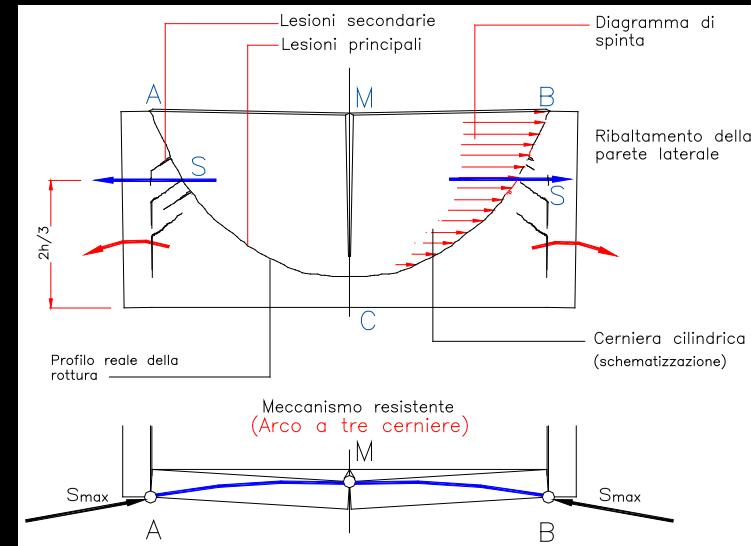 Lesioni secondarie
Lesioni principali
Diagramma di
spinta
A
M
B
Ribaltamento della
parete laterale
S
S
2h/3
C
Cerniera cilindrica
(schematizzazione)
Profilo reale della
rottura
Meccanismo resistente
(Arco a tre cerniere)
M
Smax
Smax
A
B